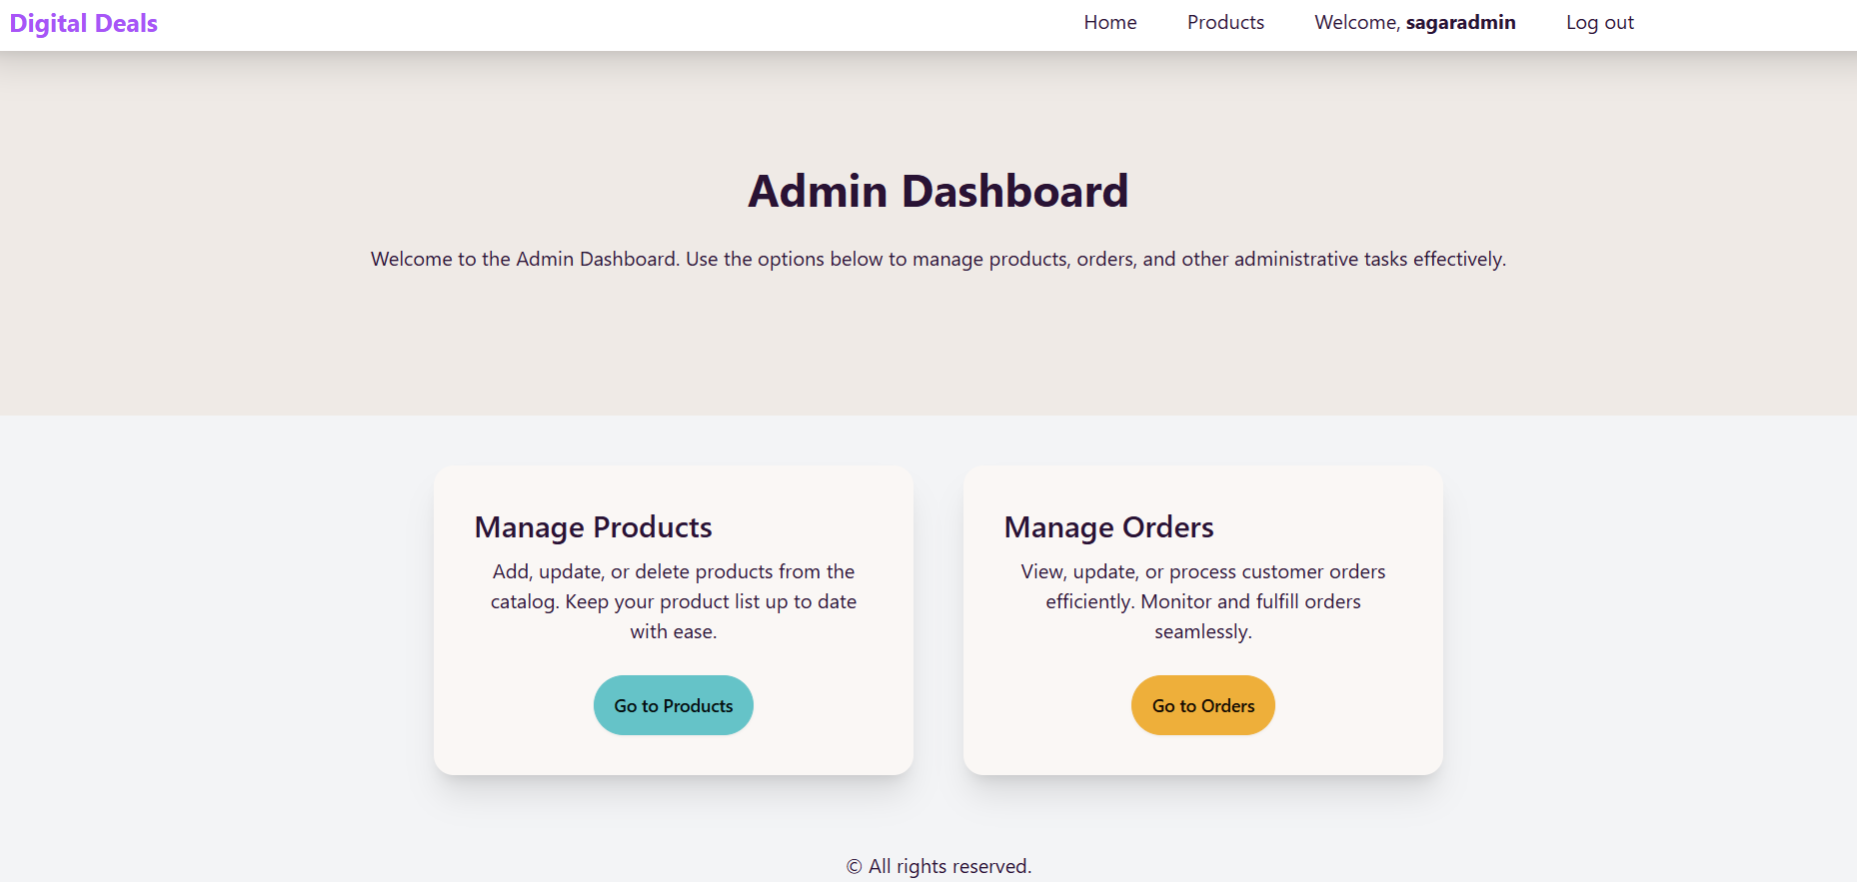 Digital Deals
Home Products Welcome, sagaradmin Log out
Admin Dashboard
Welcome to the Admin Dashboard. Use the options below to manage products, orders, and other administrative tasks effectively.
Manage Products
Add, update, or delete products from the
catalog. Keep your product list up to date
with ease.
Go to Products
Manage Orders
View, update, or process customer orders
efficiently. Monitor and fulfill orders
seamlessly.
Go to Orders
© All rights reserved.